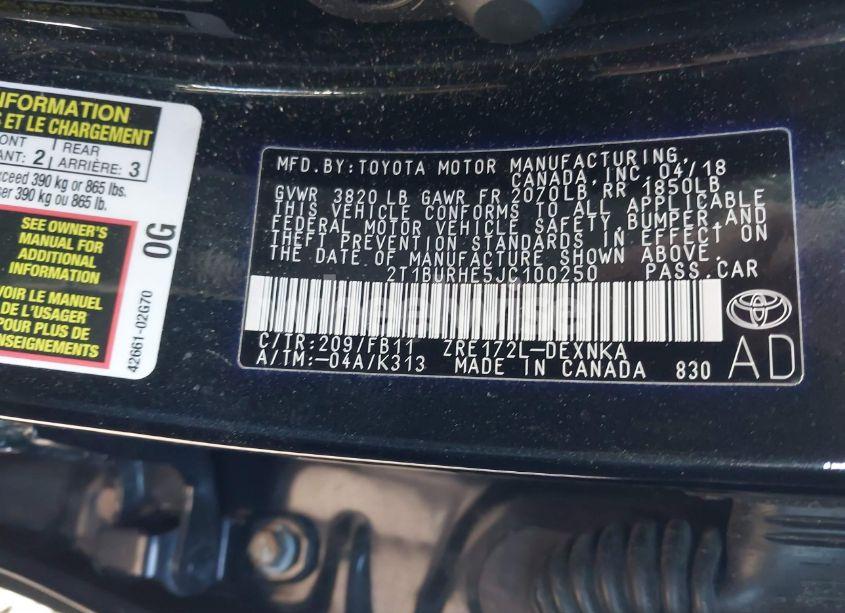 INFORMATION
S ET LE CHARGEMENT
ONT
REAR
ANT: 2
ARRIÈRE: 3
xceed 390 kg or 865 lbs.
ser 390 kg ou 865 lb.
SEE OWNER'S
MANUAL FOR
ADDITIONAL
INFORMATION
VOIR LE MANUEL
DE L'USAGER
POUR PLUS DE
RENSEIGNEMENTS
0G
42661-02G70
MFD. BY: TOYOTA MOTOR MANUFACTURING,
CANADA, INC. 04/18
GVWR 3820 LB GAWR FR 2070LB, RR 1850LB
THIS VEHICLE CONFORMS TO ALL APPLICABLE
FEDERAL MOTOR VEHICLE SAFETY, BUMPER, AND
THEFT PREVENTION STANDARDS IN EFFECT ON
THE DATE OF MANUFACTURE SHOWN ABOVE.
2T1BURHE5JC100250 PASS. CAR
C/TR: 209/FB11 ZRE172L-DEXNKA
A/TM: -04A/K313 MADE IN CANADA 830
AD